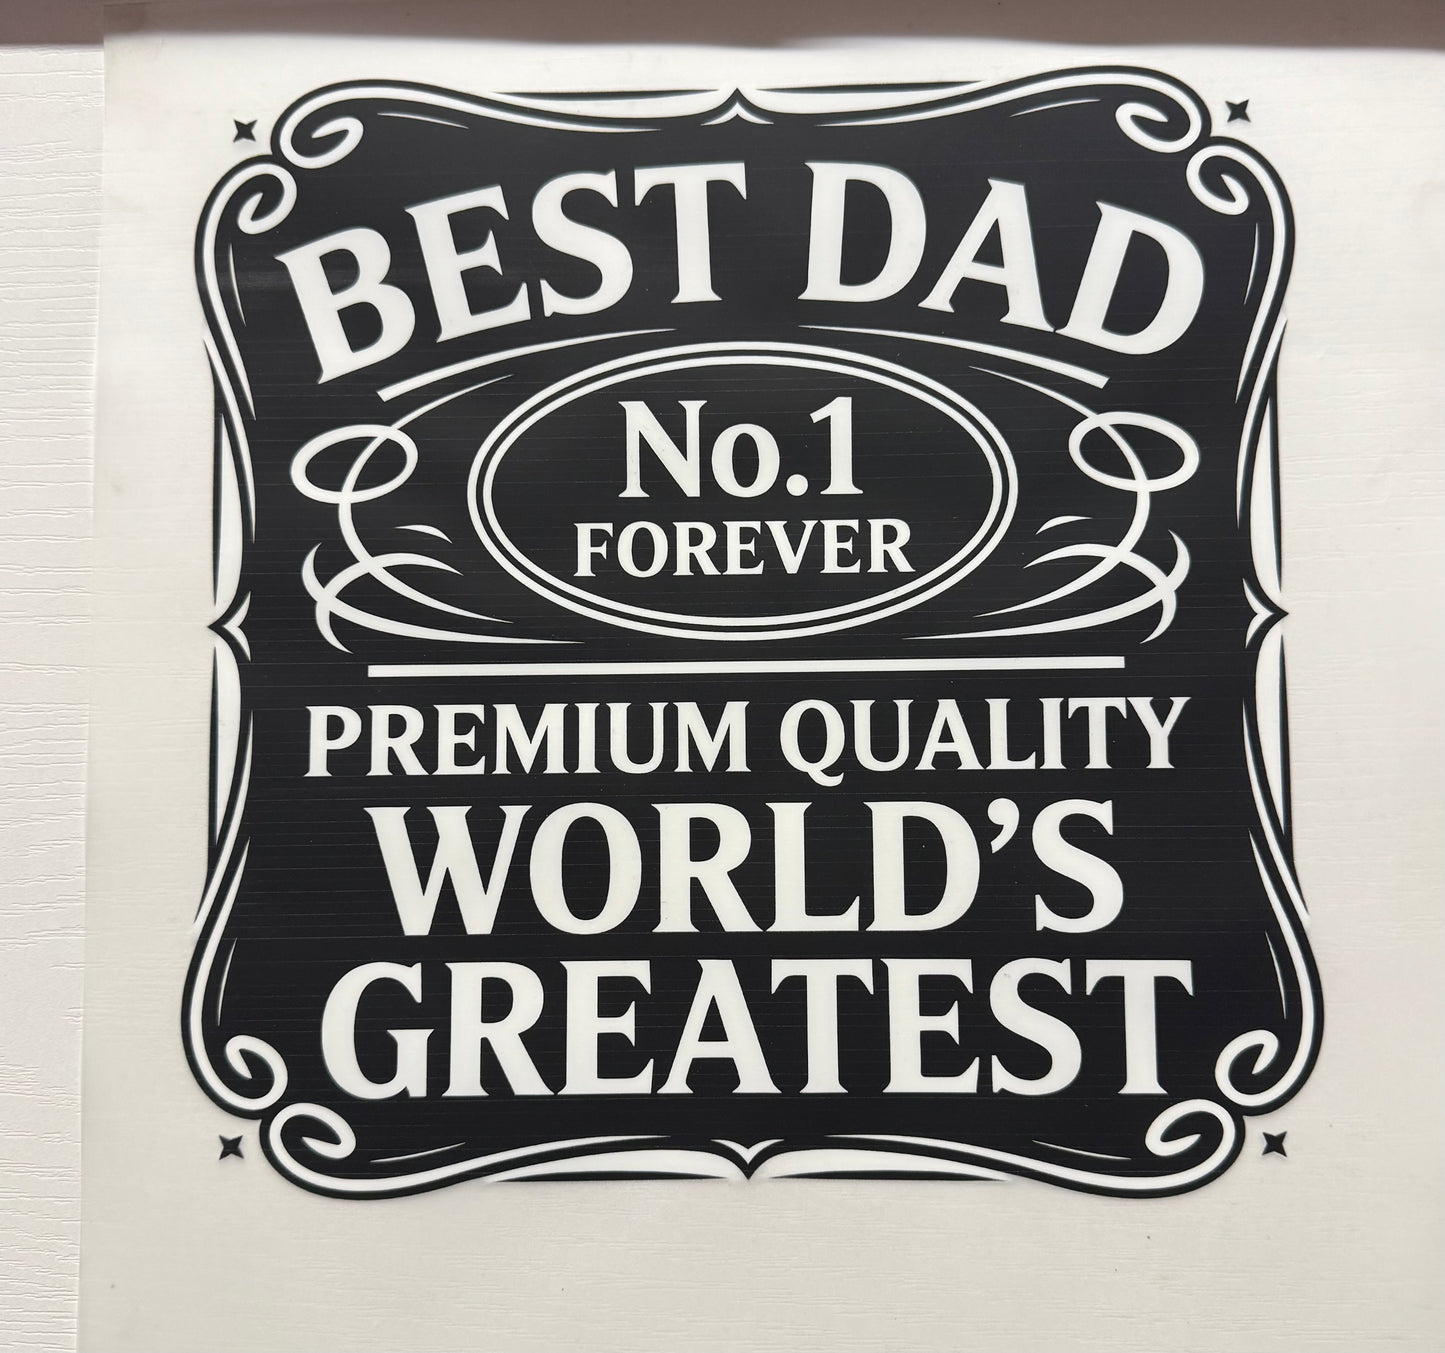 BEST DAD
No.1
FOREVER
PREMIUM QUALITY
WORLD’S
GREATEST